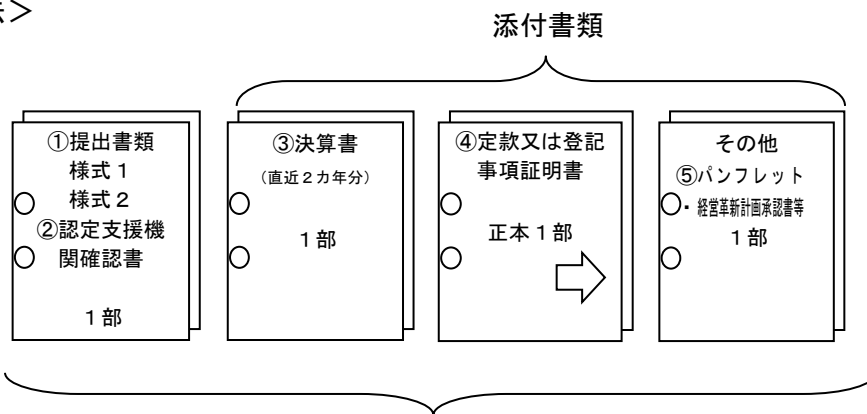 ＞
添付書類
①提出書類
様式１
様式２
②認定支援機
関確認書
１部
③決算書
（直近２カ年分）
１部
④定款又は登記
事項証明書
正本１部
その他
⑤パンフレット
・経営革新計画承認書等
１部